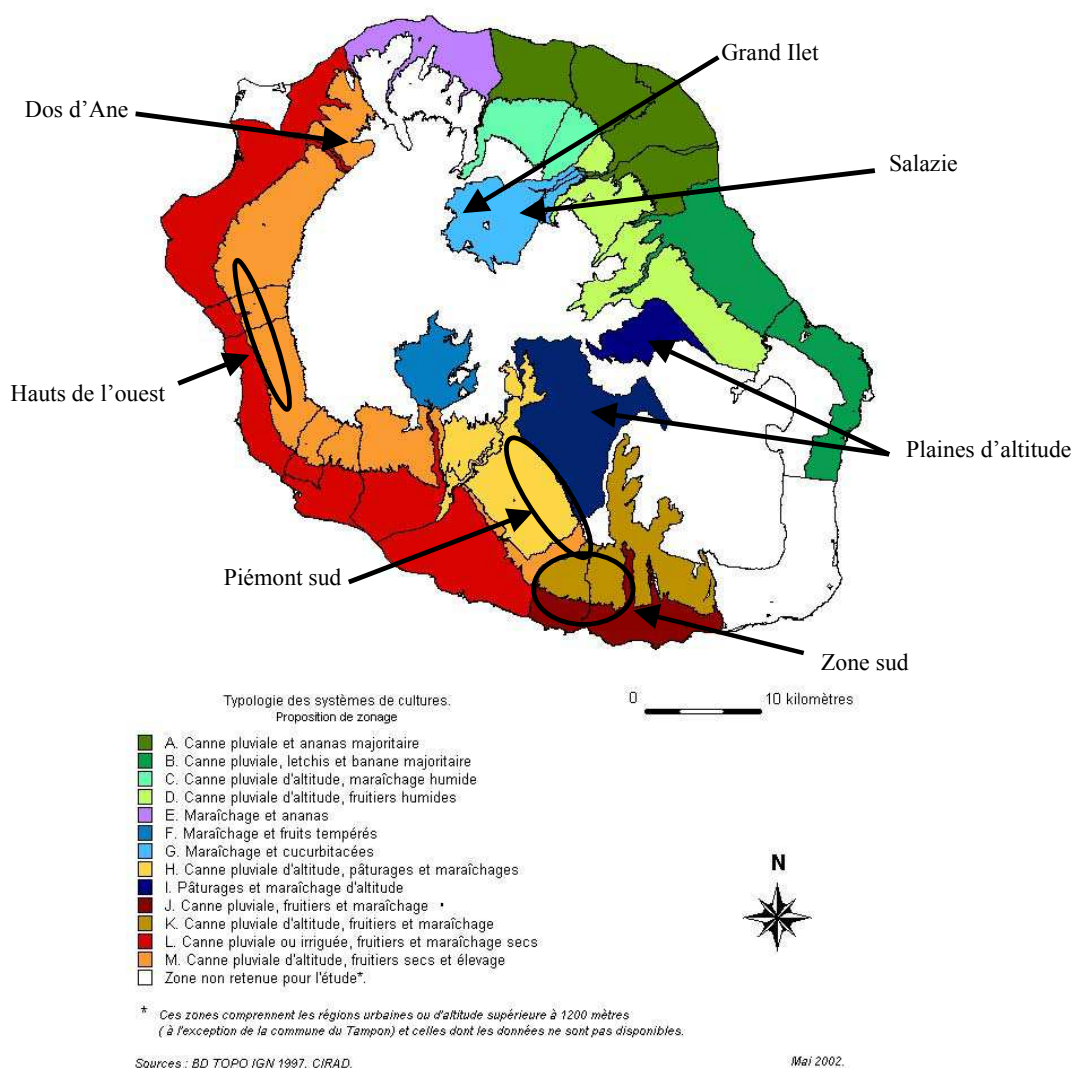 Grand Ilet
Dos d'Ane
Salazie
Hauts de l'ouest
Plaines d'altitude
Piémont sud
Zone sud
Typologie des systèmes de cultures.
Proposition de zonage
0 10 kilomètres
A. Canne pluviale et ananas majoritaire
B. Canne pluviale, letchis et banane majoritaire
C. Canne pluviale d'altitude, maraîchage humide
D. Canne pluviale d'altitude, fruitiers humides
E. Maraîchage et ananas
F. Maraîchage et fruits tempérés
G. Maraîchage et cucurbitacées
H. Canne pluviale d'altitude, pâturages et maraîchages
I. Pâturages et maraîchage d'altitude
J. Canne pluviale, fruitiers et maraîchage
K. Canne pluviale d'altitude, fruitiers et maraîchage
L. Canne pluviale ou irriguée, fruitiers et maraîchage secs
M. Canne pluviale d'altitude, fruitiers secs et élevage
Zone non retenue pour l'étude*.
N
* Ces zones comprennent les régions urbaines ou d'altitude supérieure à 1200 mètres
( à l'exception de la commune du Tampon) et celles dont les données ne sont pas disponibles.
Sources : BD TOPO IGN 1997, CIRAD.
Mai 2002.